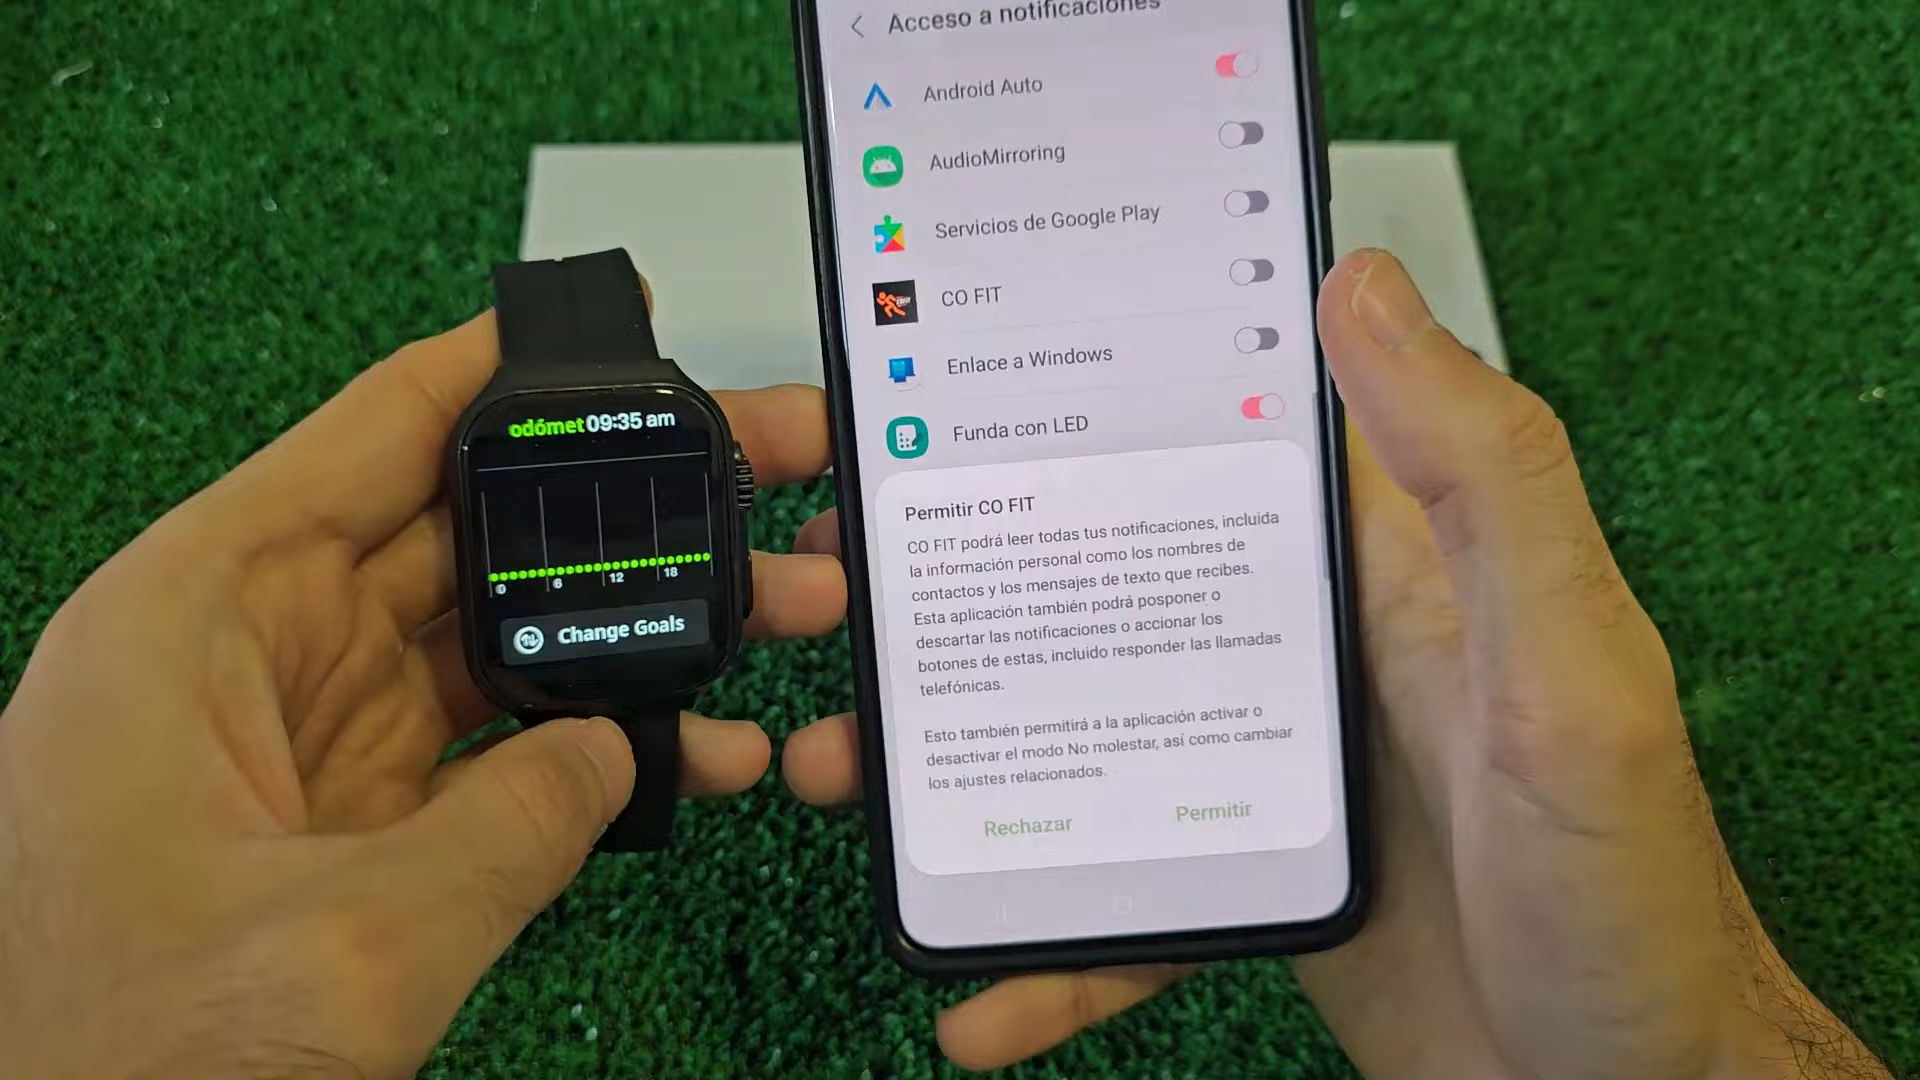 Acceso a notificaciones
Android Auto
AudioMirroring
Servicios de Google Play
CO FIT
Enlace a Windows
Funda con LED
Permitir CO FIT
CO FIT podrá leer todas tus notificaciones, incluida
la información personal como los nombres de
contactos y los mensajes de texto que recibes.
Esta aplicación también podrá posponer o
descartar las notificaciones o accionar los
botones de estas, incluido responder las llamadas
telefónicas.
Esto también permitirá a la aplicación activar o
desactivar el modo No molestar, así como cambiar
los ajustes relacionados.
Rechazar Permitir
odómet 09:35 am
0 6 12 18
Change Goals